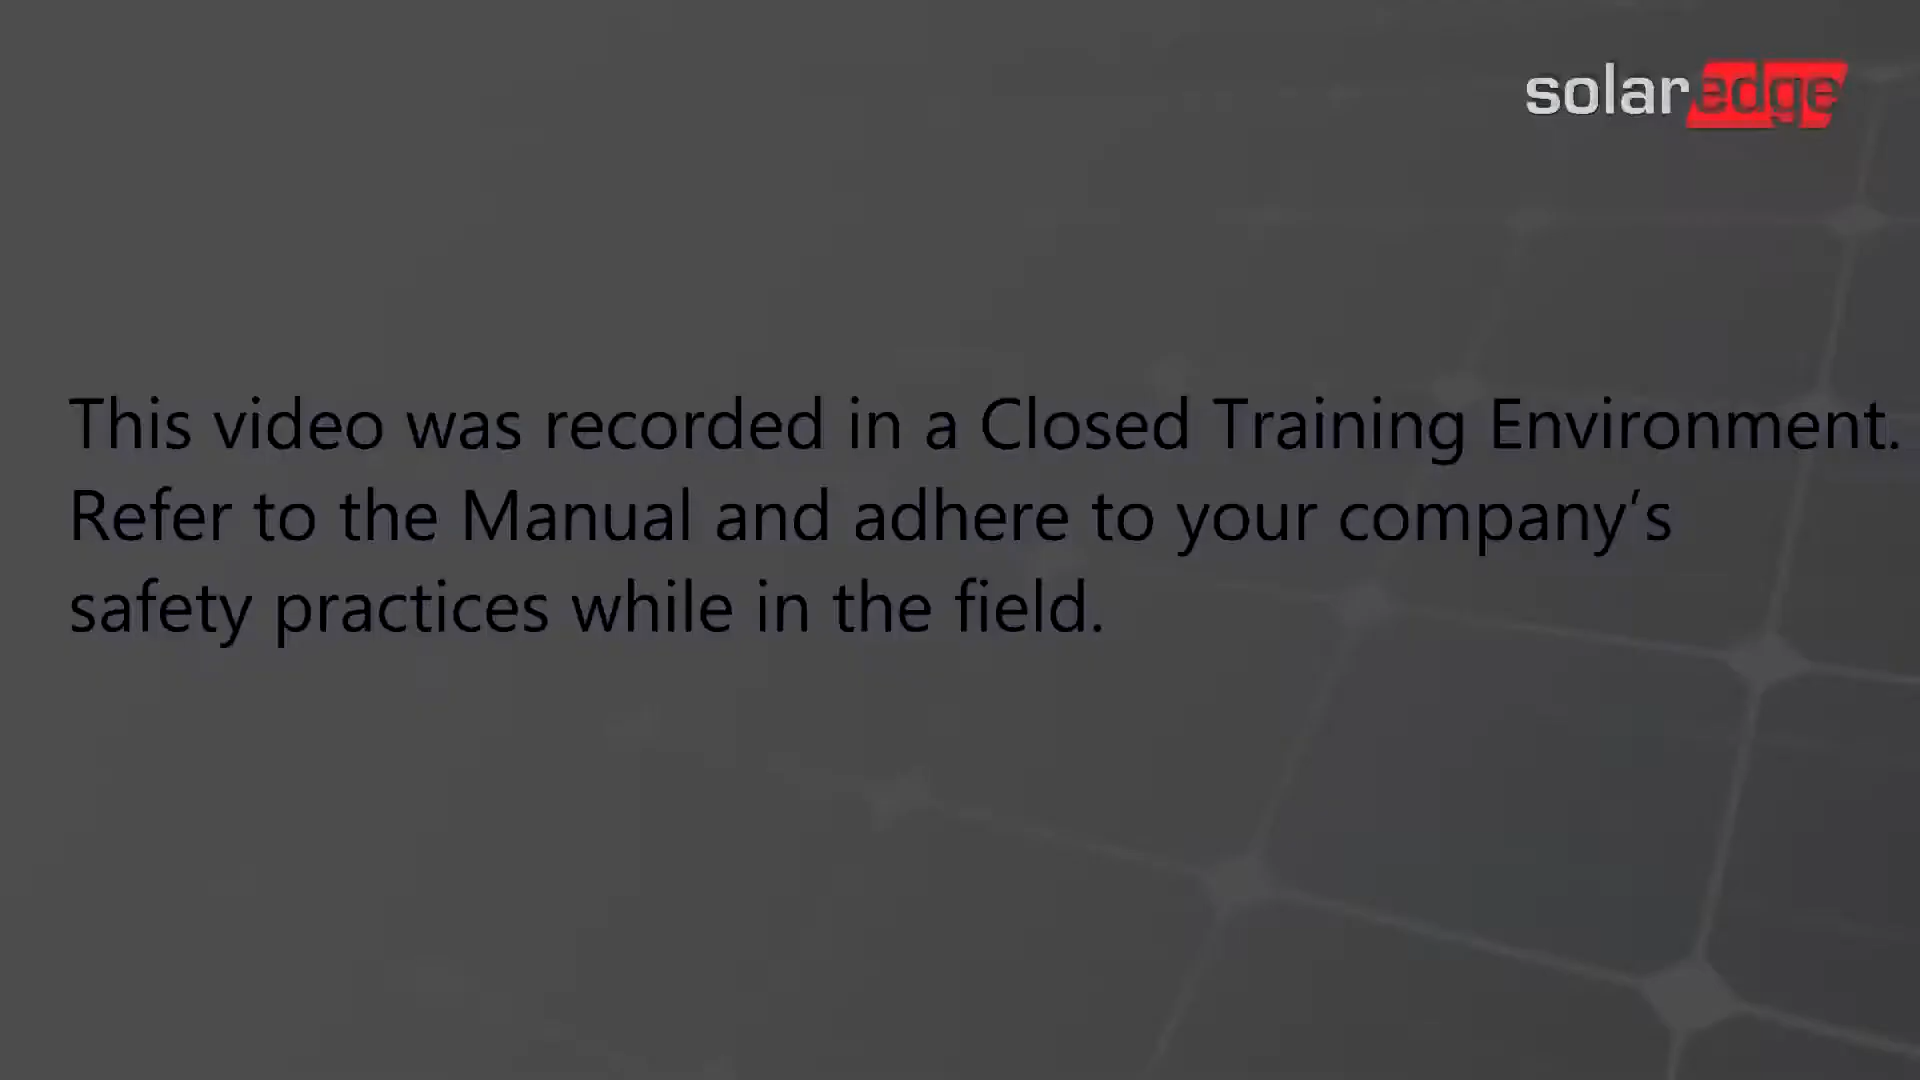 solaredge
This video was recorded in a Closed Training Environment.
Refer to the Manual and adhere to your company’s
safety practices while in the field.